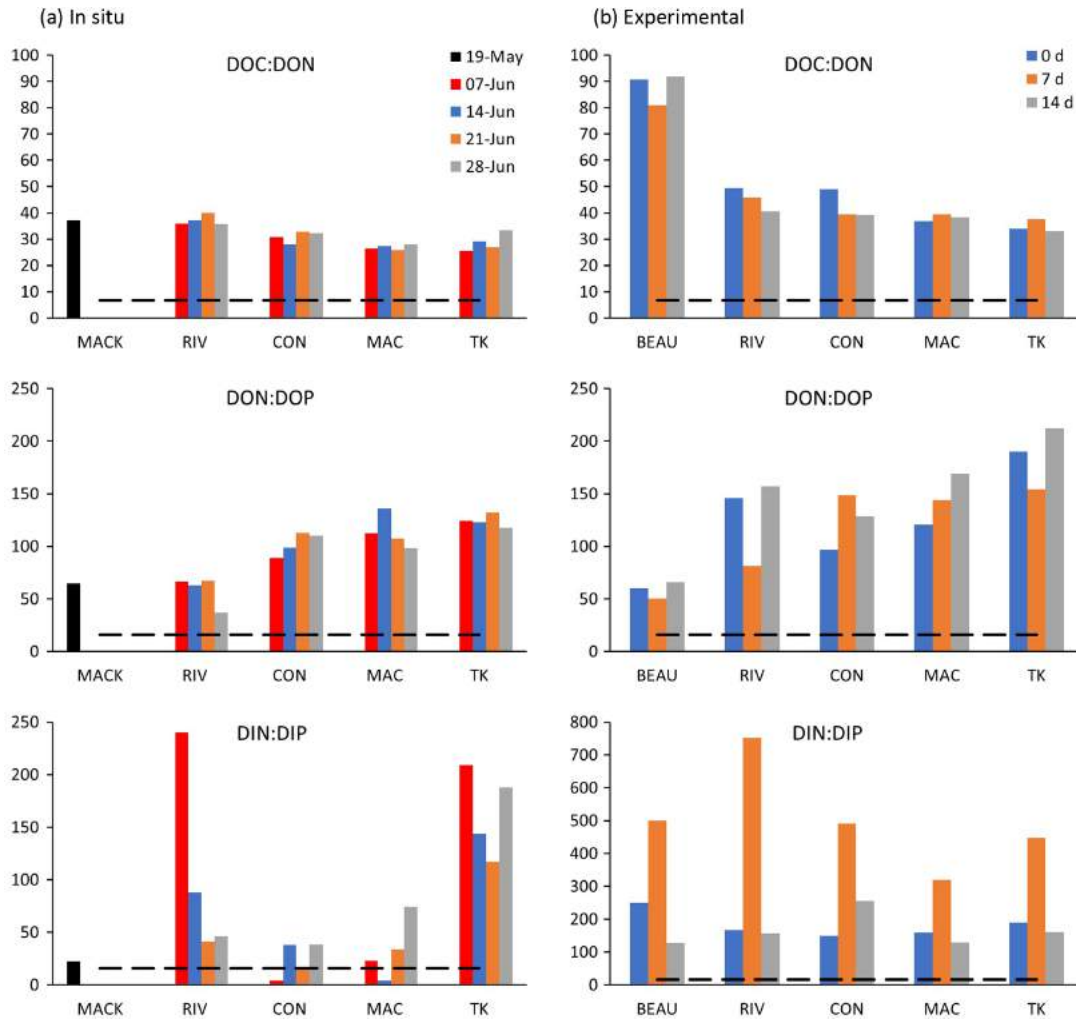 (a) In situ
(b) Experimental
DOC:DON
100
90
80
70
60
50
40
30
20
10
0
19-May
07-Jun
14-Jun
21-Jun
28-Jun
MACK RIV CON MAC TK
DOC:DON
100
90
80
70
60
50
40
30
20
10
0
0 d
7 d
14 d
BEAU RIV CON MAC TK
DON:DOP
250
200
150
100
50
0
MACK RIV CON MAC TK
DON:DOP
250
200
150
100
50
0
BEAU RIV CON MAC TK
DIN:DIP
250
200
150
100
50
0
MACK RIV CON MAC TK
DIN:DIP
800
700
600
500
400
300
200
100
0
BEAU RIV CON MAC TK